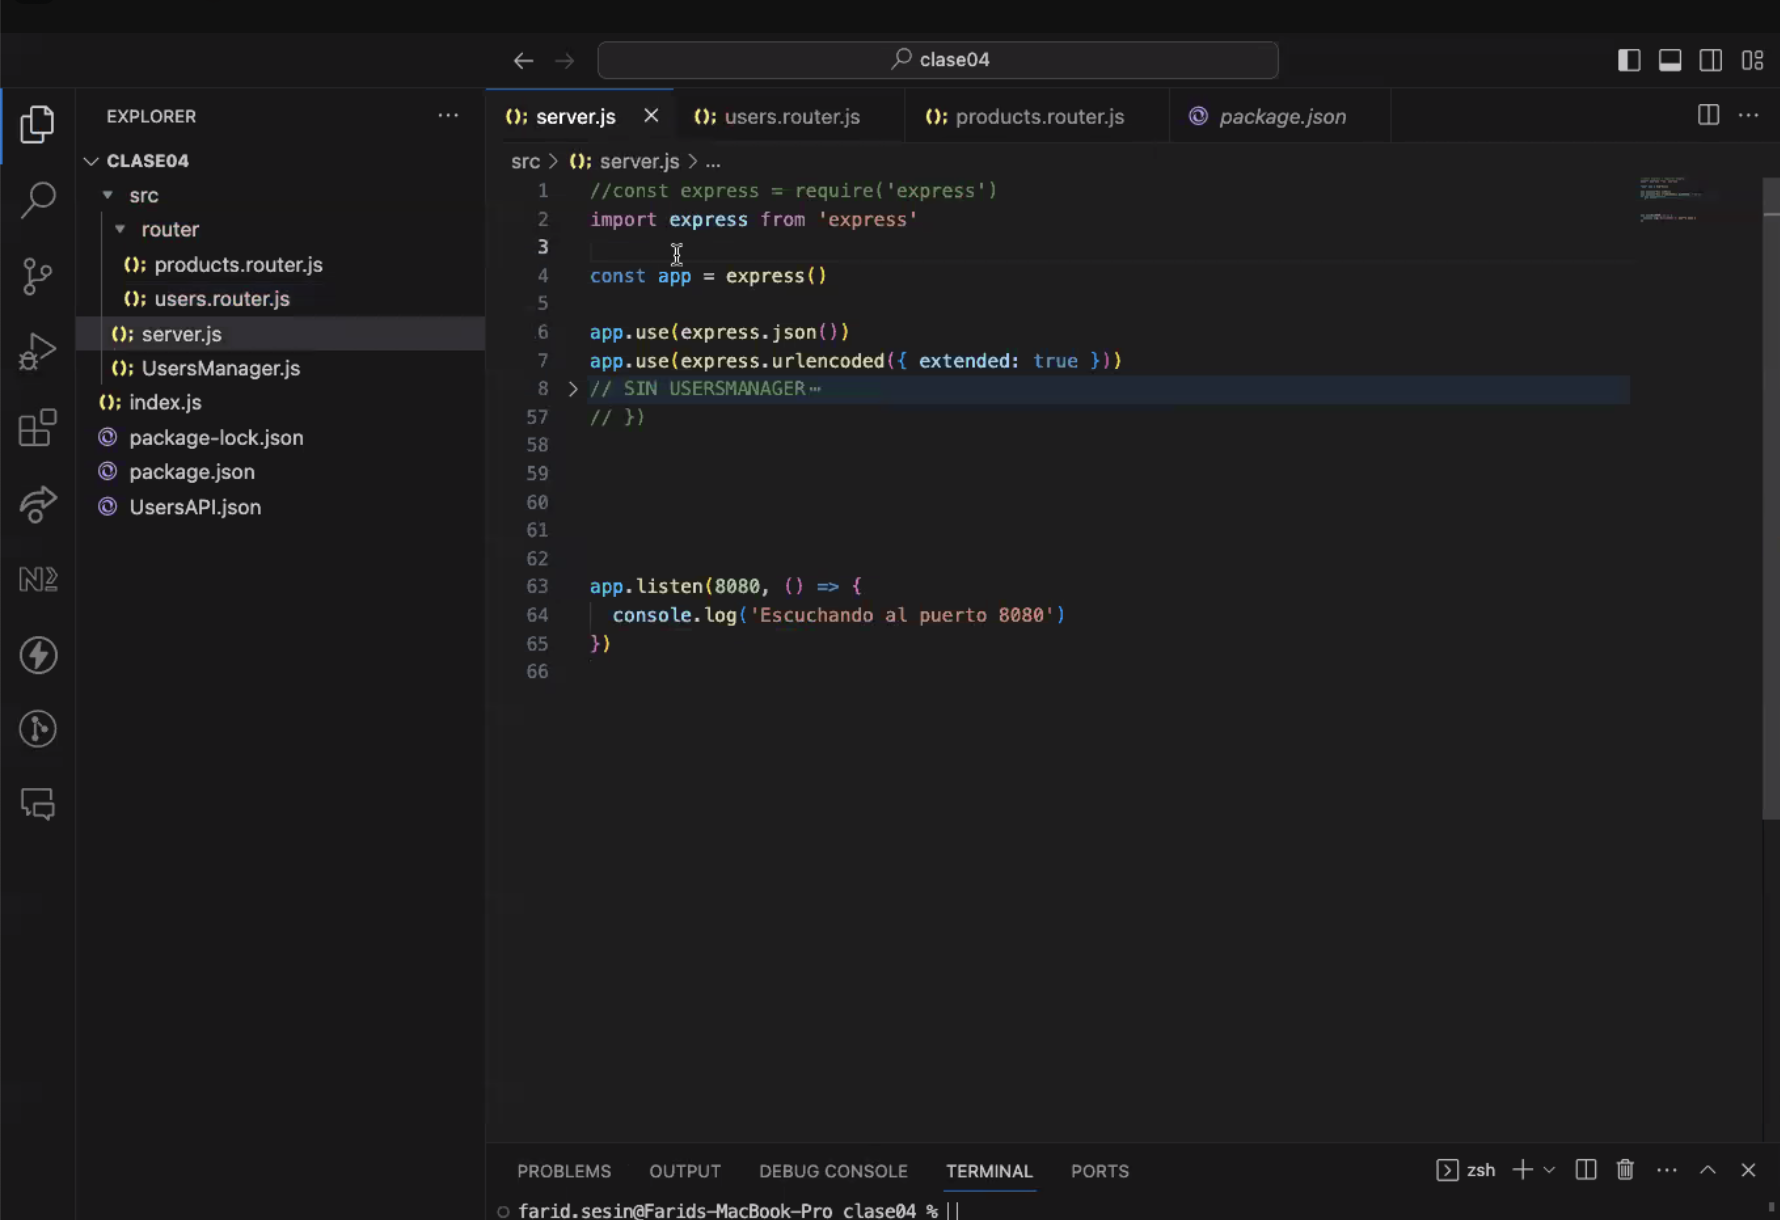 clase04
EXPLORER
CLASE04
src
router
products.router.js
users.router.js
server.js
UsersManager.js
index.js
package-lock.json
package.json
UsersAPI.json
server.js
users.router.js
products.router.js
package.json
src > server.js > ...
1 //const express = require('express')
2 import express from 'express'
3
4 const app = express()
5
6 app.use(express.json())
7 app.use(express.urlencoded({ extended: true }))
8 // SIN USERSMANAGER⋯
57 // })
58
59
60
61
62
63 app.listen(8080, () => {
64 console.log('Escuchando al puerto 8080')
65 })
66
PROBLEMS OUTPUT DEBUG CONSOLE TERMINAL PORTS
zsh
farid.sesin@Farids-MacBook-Pro clase04 %